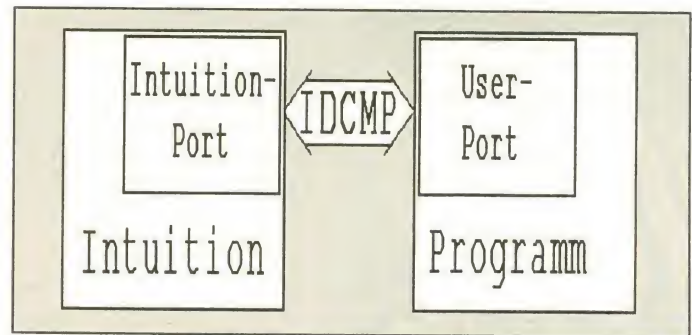 Intuition-
Port
Intuition
IDCMP
User-
Port
Programm